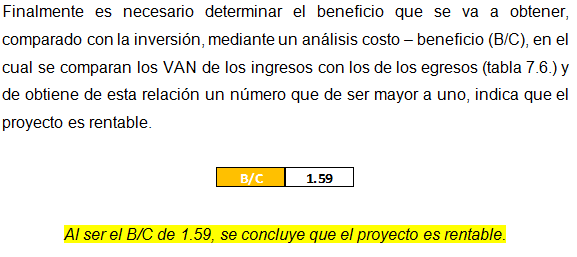 Finalmente es necesario determinar el beneficio que se va a obtener,
comparado con la inversión, mediante un análisis costo – beneficio (B/C), en el
cual se comparan los VAN de los ingresos con los de los egresos (tabla 7.6.) y
de obtiene de esta relación un número que de ser mayor a uno, indica que el
proyecto es rentable.
B/C 1.59
Al ser el B/C de 1.59, se concluye que el proyecto es rentable.